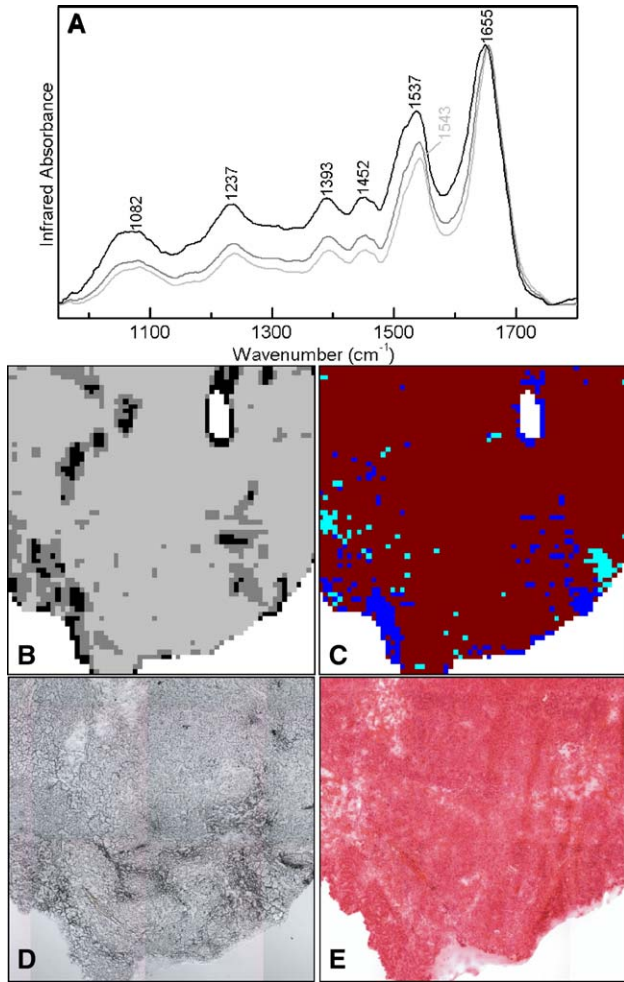 A
1655
1537
1543
1393
1452
1237
1082
Infrared Absorbance
1100 1300 1500 1700
Wavenumber (cm-1)
B
C
D
E